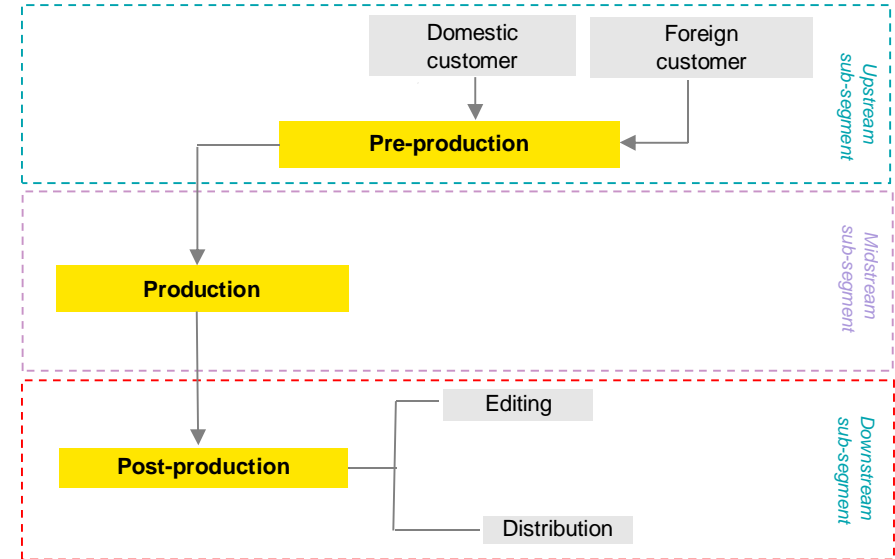 Domestic
customer
Foreign
customer
Upstream
sub-segment
Pre-production
Midstream
sub-segment
Production
Editing
Downstream
sub-segment
Post-production
Distribution